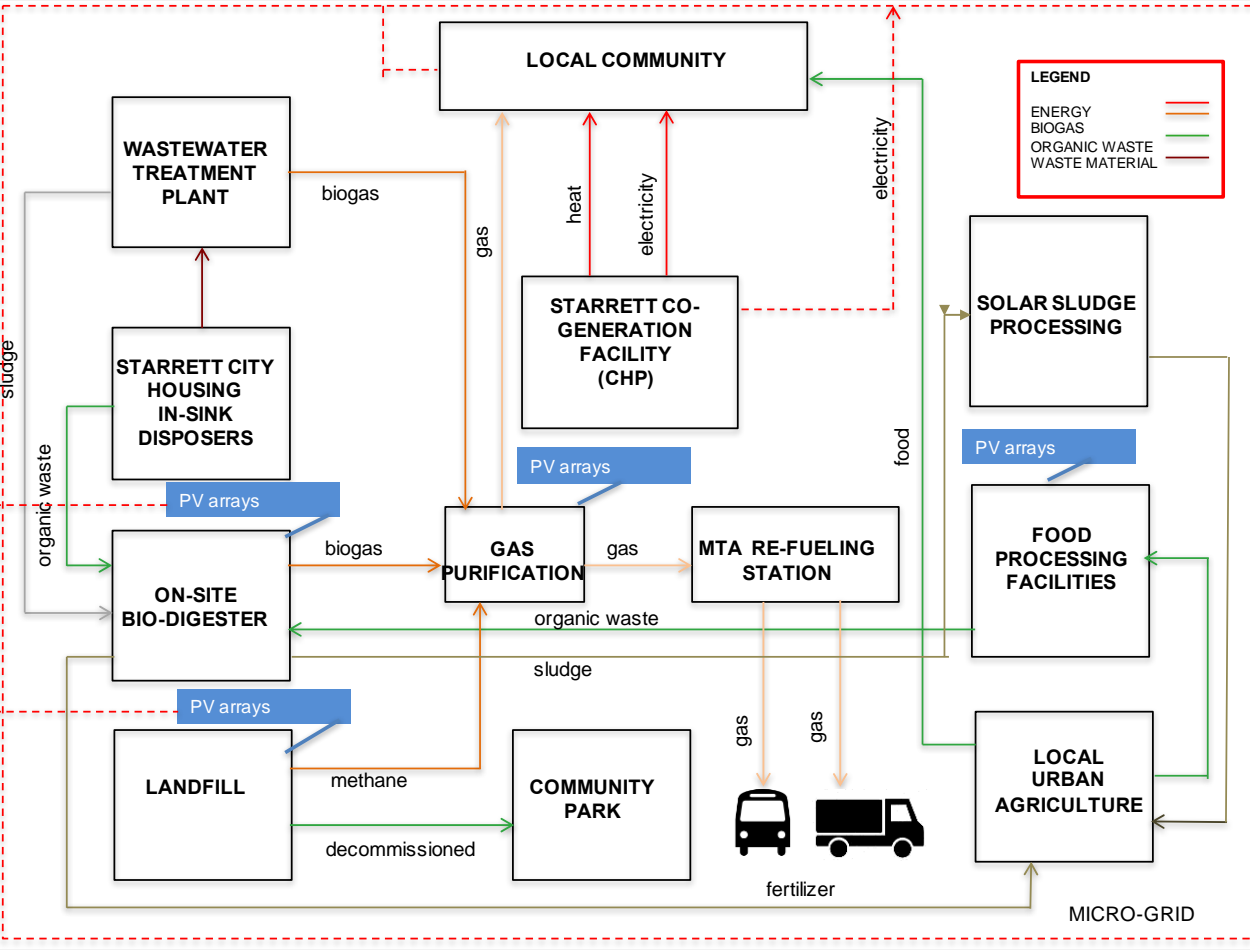 LOCAL COMMUNITY
LEGEND
ENERGY
BIOGAS
ORGANIC WASTE
WASTE MATERIAL
WASTEWATER
TREATMENT
PLANT
biogas
gas
heat
electricity
electricity
SOLAR SLUDGE
PROCESSING
STARRETT CO-
GENERATION
FACILITY
(CHP)
sludge
STARRETT CITY
HOUSING
IN-SINK
DISPOSERS
organic waste
food
PV arrays
PV arrays
PV arrays
ON-SITE
BIO-DIGESTER
biogas
GAS
PURIFICATION
gas
MTA RE-FUELING
STATION
FOOD
PROCESSING
FACILITIES
organic waste
sludge
PV arrays
LANDFILL
methane
decommissioned
COMMUNITY
PARK
gas
gas
LOCAL
URBAN
AGRICULTURE
fertilizer
MICRO-GRID